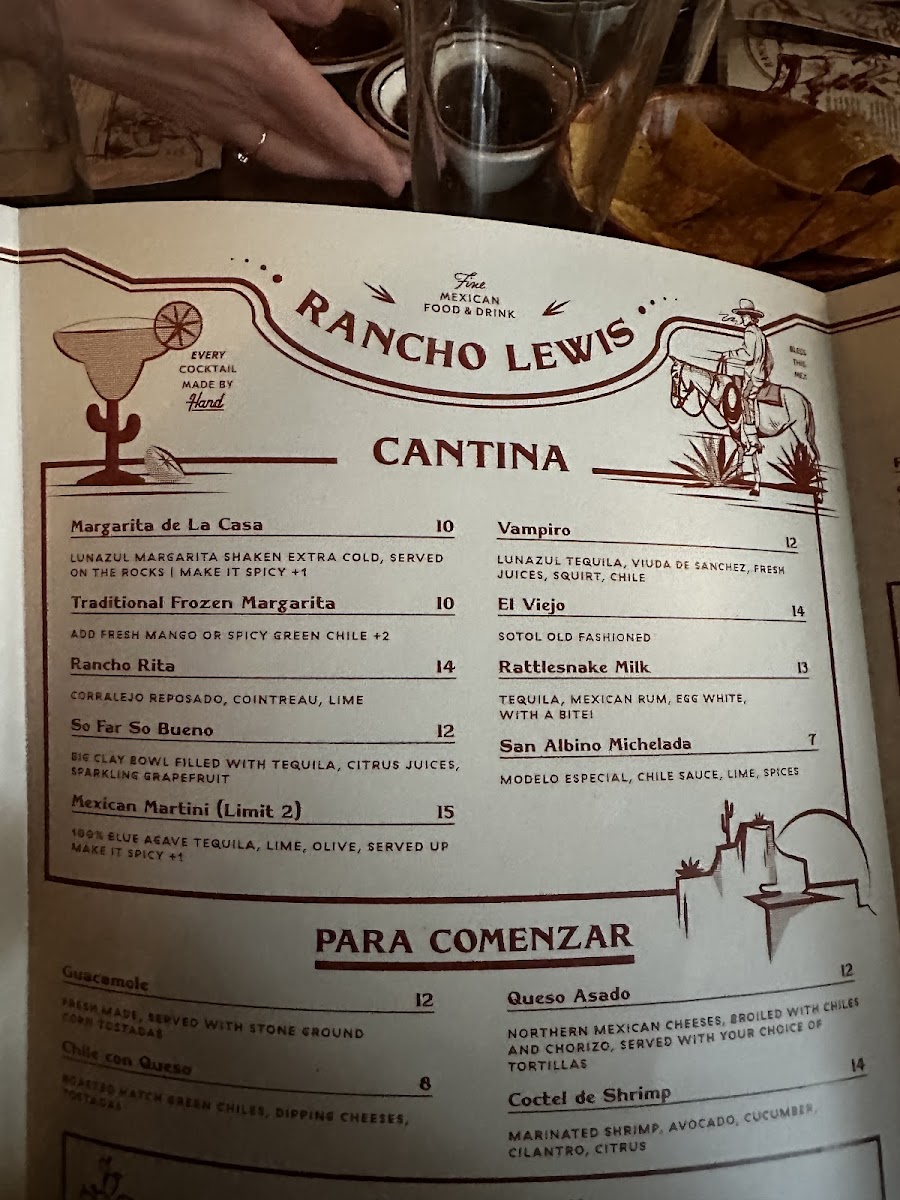 Fine
MEXICAN
FOOD & DRINK
RANCHO LEWIS
EVERY
COCKTAIL
MADE BY
Hand
BLESS
THIS
CANTINA
Margarita de La Casa 10
LUNAZUL MARGARITA SHAKEN EXTRA COLD, SERVED
ON THE ROCKS | MAKE IT SPICY +1
Traditional Frozen Margarita 10
ADD FRESH MANGO OR SPICY GREEN CHILE +2
Rancho Rita 14
CORRALEJO REPOSADO, COINTREAU, LIME
So Far So Bueno 12
BIG CLAY BOWL FILLED WITH TEQUILA, CITRUS JUICES,
SPARKLING GRAPEFRUIT
Mexican Martini (Limit 2) 15
100% BLUE AGAVE TEQUILA, LIME, OLIVE, SERVED UP
MAKE IT SPICY +1
Vampiro 12
LUNAZUL TEQUILA, VIUDA DE SANCHEZ, FRESH
JUICES, SQUIRT, CHILE
El Viejo 14
SOTOL OLD FASHIONED
Rattlesnake Milk 13
TEQUILA, MEXICAN RUM, EGG WHITE,
WITH A BITE!
San Albino Michelada 7
MODELO ESPECIAL, CHILE SAUCE, LIME, SPICES
PARA COMENZAR
Guacamole 12
FRESH MADE, SERVED WITH STONE GROUND
CORN TOSTADAS
Chile con Queso 8
ROASTED HATCH GREEN CHILES, DIPPING CHEESES,
TOSTADAS
Queso Asado 12
NORTHERN MEXICAN CHEESES, BROILED WITH CHILES
AND CHORIZO, SERVED WITH YOUR CHOICE OF
TORTILLAS
Coctel de Shrimp 14
MARINATED SHRIMP, AVOCADO, CUCUMBER,
CILANTRO, CITRUS